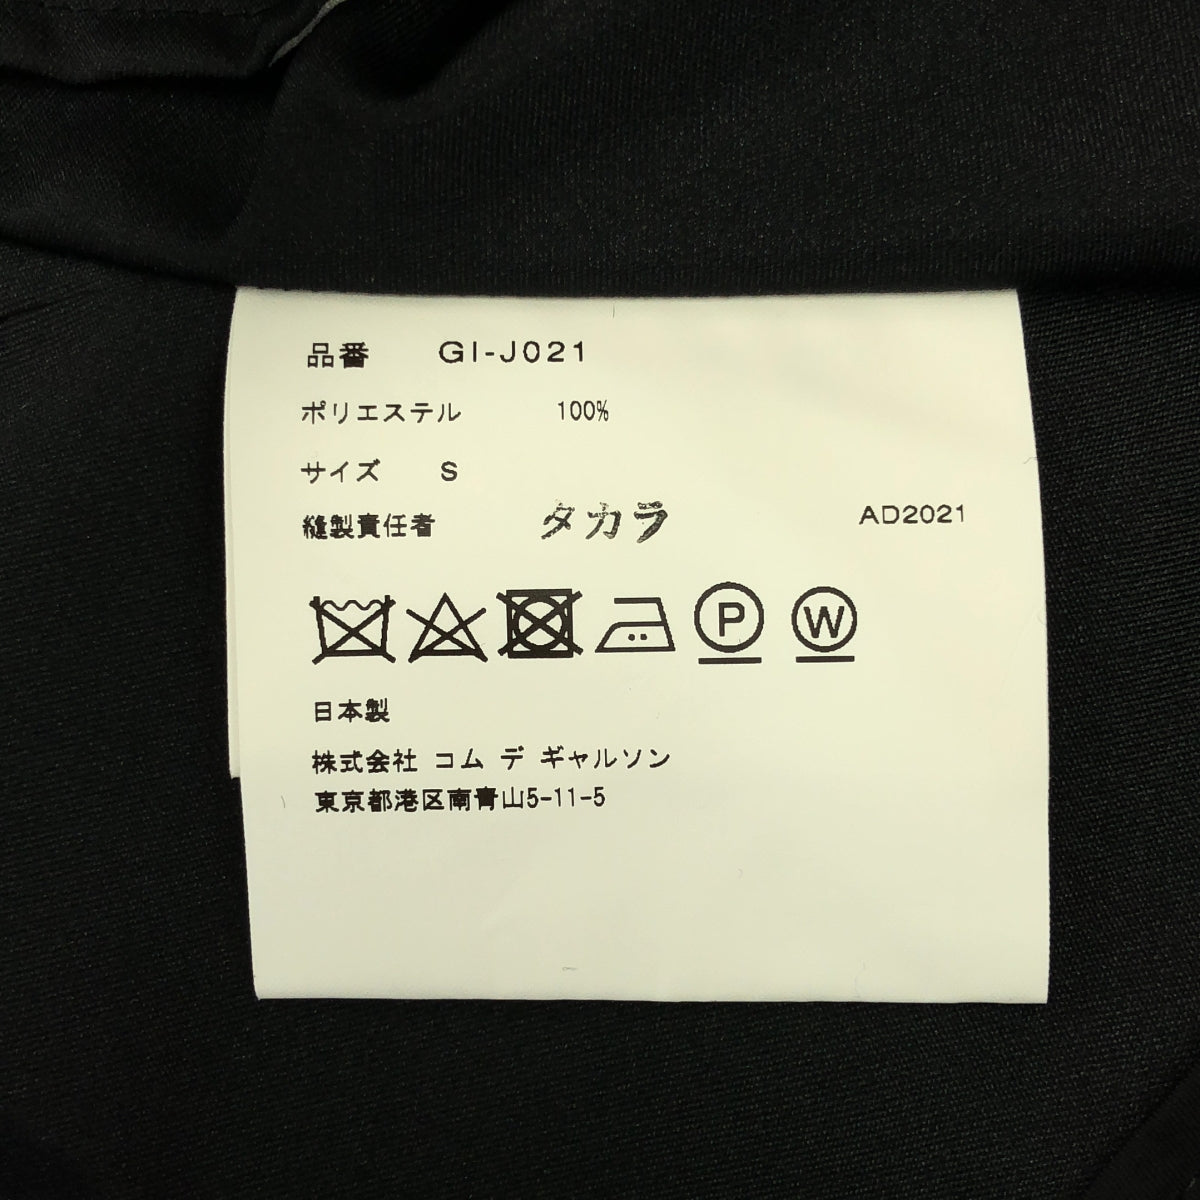 品番 GI-J021
ポリエステル 100%
サイズ S
縫製責任者 タカラ AD2021
P W
日本製
株式会社 コム デ ギャルソン
東京都港区南青山5-11-5